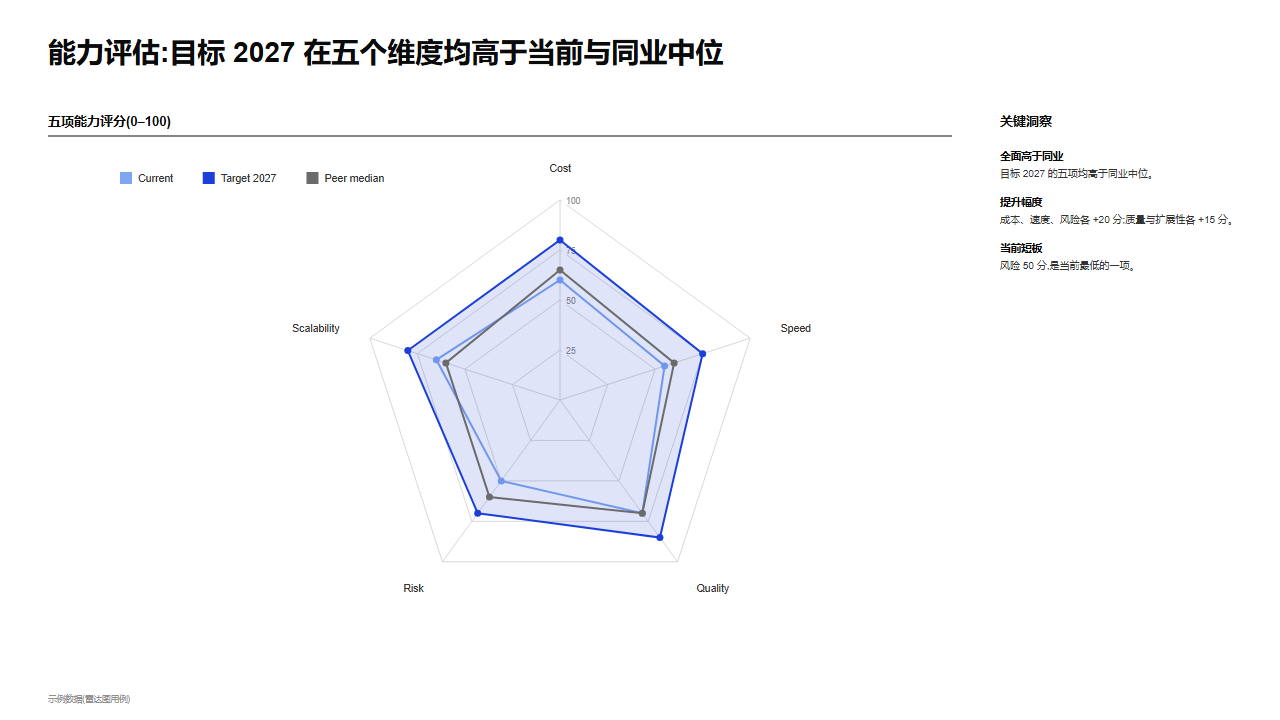 能力评估:目标 2027 在五个维度均高于当前与同业中位
五项能力评分(0–100)
Current
Target 2027
Peer median
Cost
100
75
50
25
Scalability
Speed
Risk
Quality
关键洞察
全面高于同业
目标 2027 的五项均高于同业中位。
提升幅度
成本、速度、风险各 +20 分;质量与扩展性各 +15 分。
当前短板
风险 50 分,是当前最低的一项。
示例数据(雷达图用例)